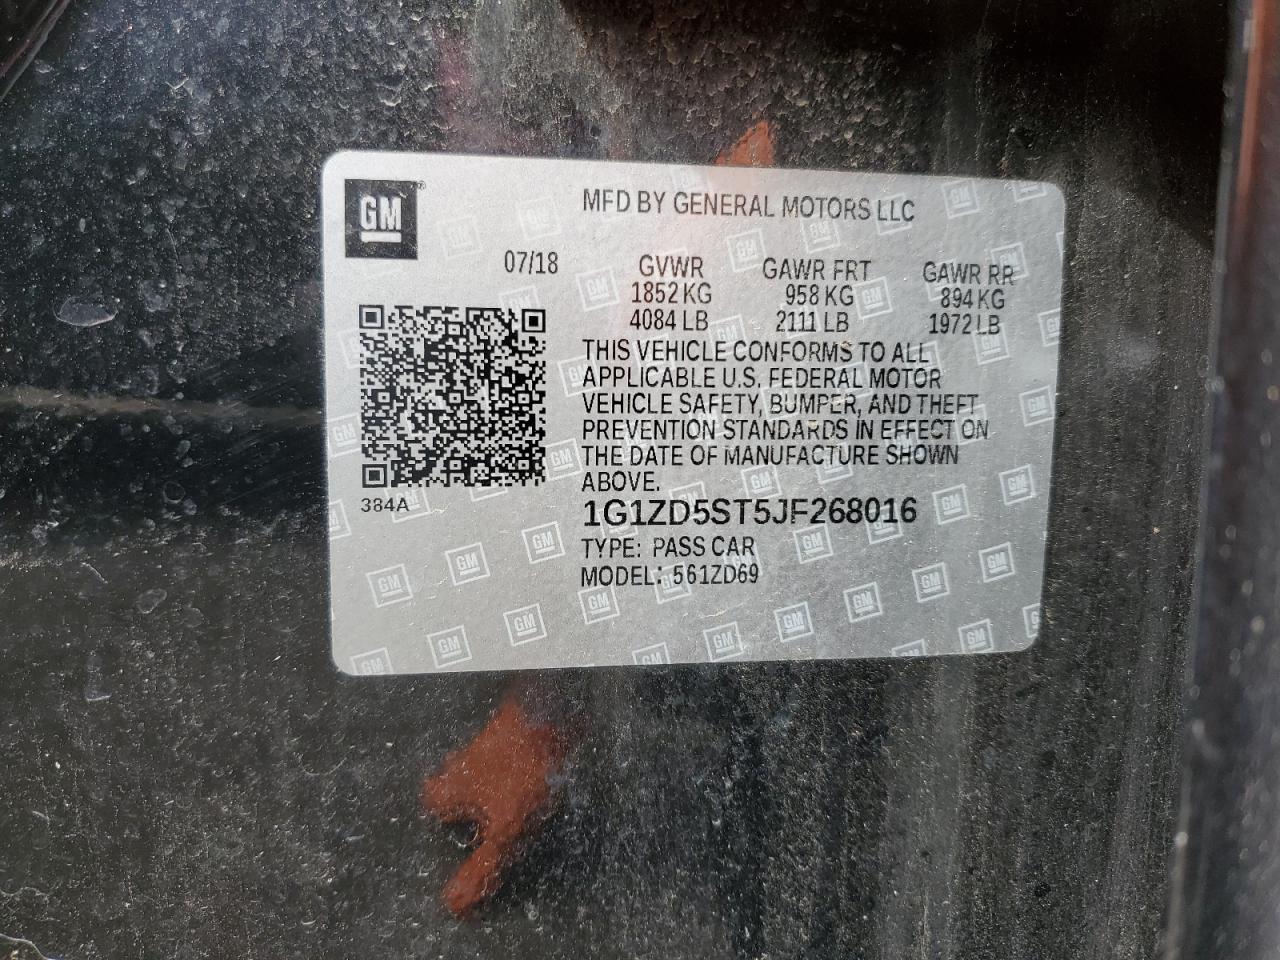 GM®
MFD BY GENERAL MOTORS LLC
07/18
GVWR GAWR FRT GAWR RR
1852 KG 958 KG 894 KG
4084 LB 2111 LB 1972 LB
THIS VEHICLE CONFORMS TO ALL
APPLICABLE U.S. FEDERAL MOTOR
VEHICLE SAFETY, BUMPER, AND THEFT
PREVENTION STANDARDS IN EFFECT ON
THE DATE OF MANUFACTURE SHOWN
ABOVE.
384A
1G1ZD5ST5JF268016
TYPE: PASS CAR
MODEL: 561ZD69